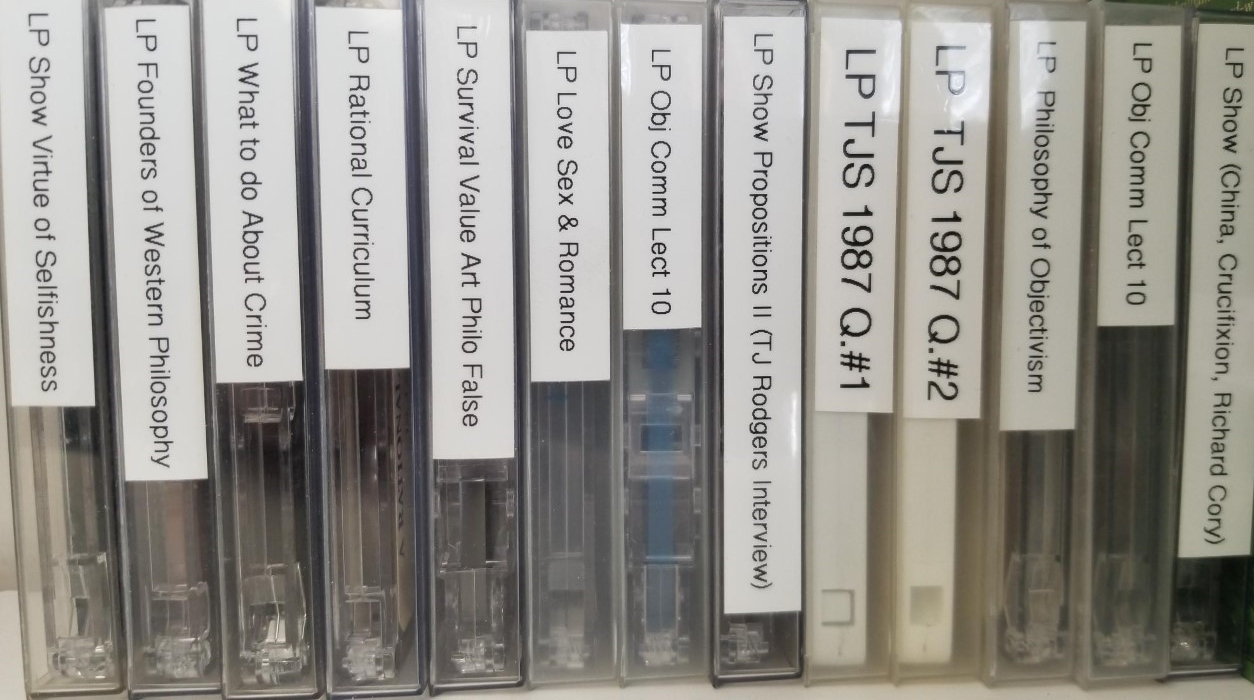 LP Show Virtue of Selfishness
LP Founders of Western Philosophy
LP What to do About Crime
LP Rational Curriculum
LP Survival Value Art Philo False
LP Love Sex & Romance
LP Obj Comm Lect 10
LP Show Propositions II (TJ Rodgers Interview)
LP TJS 1987 Q.#1
LP TJS 1987 Q.#2
LP Philosophy of Objectivism
LP Obj Comm Lect 10
LP Show (China, Crucifixion, Richard Cory)